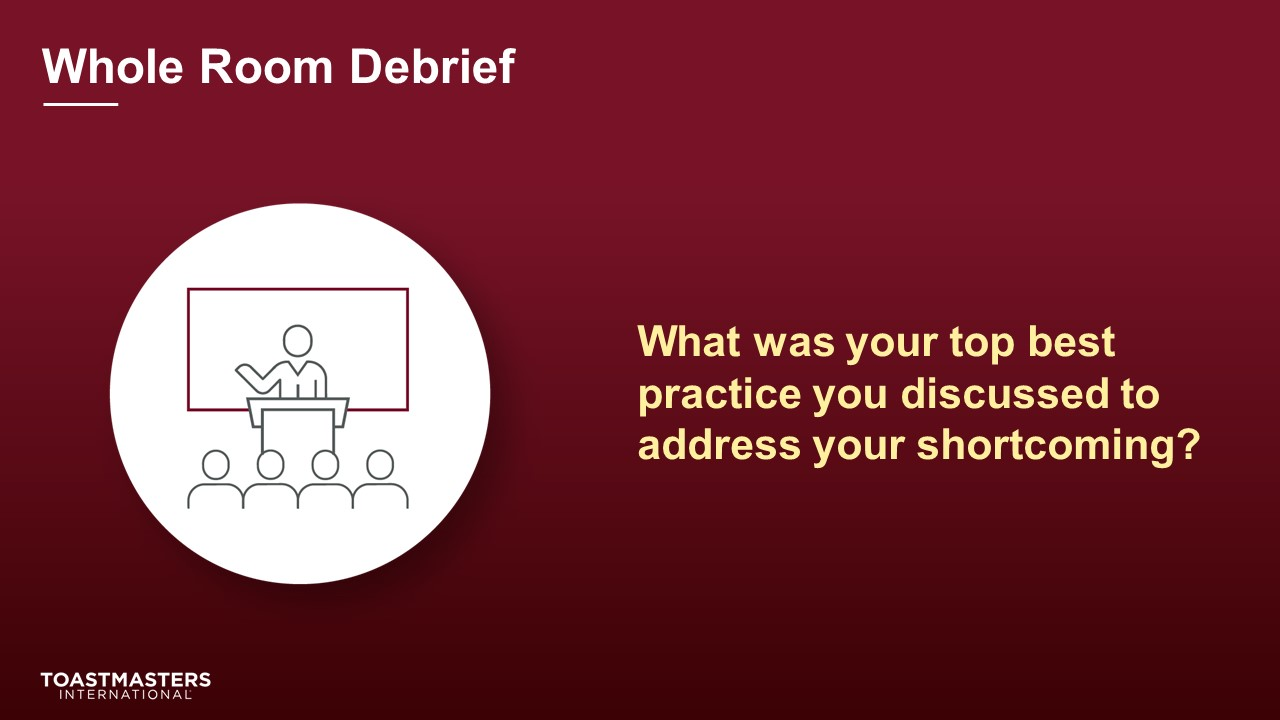 Whole Room Debrief
What was your top best
practice you discussed to
address your shortcoming?
TOASTMASTERS
INTERNATIONAL